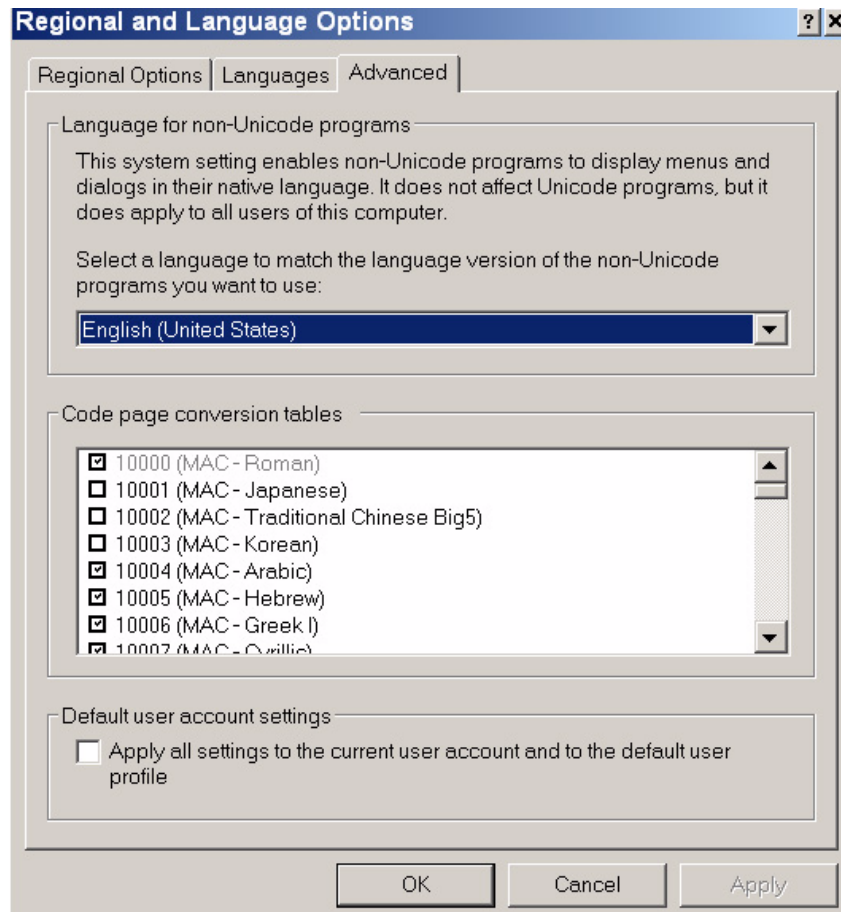 Regional and Language Options
Regional Options
Languages
Advanced
Language for non-Unicode programs
This system setting enables non-Unicode programs to display menus and
dialogs in their native language. It does not affect Unicode programs, but it
does apply to all users of this computer.
Select a language to match the language version of the non-Unicode
programs you want to use:
English (United States)
Code page conversion tables
10000 (MAC - Roman)
10001 (MAC - Japanese)
10002 (MAC - Traditional Chinese Big5)
10003 (MAC - Korean)
10004 (MAC - Arabic)
10005 (MAC - Hebrew)
10006 (MAC - Greek I)
10007 (MAC - Cyrillic)
Default user account settings
Apply all settings to the current user account and to the default user
profile
OK
Cancel
Apply